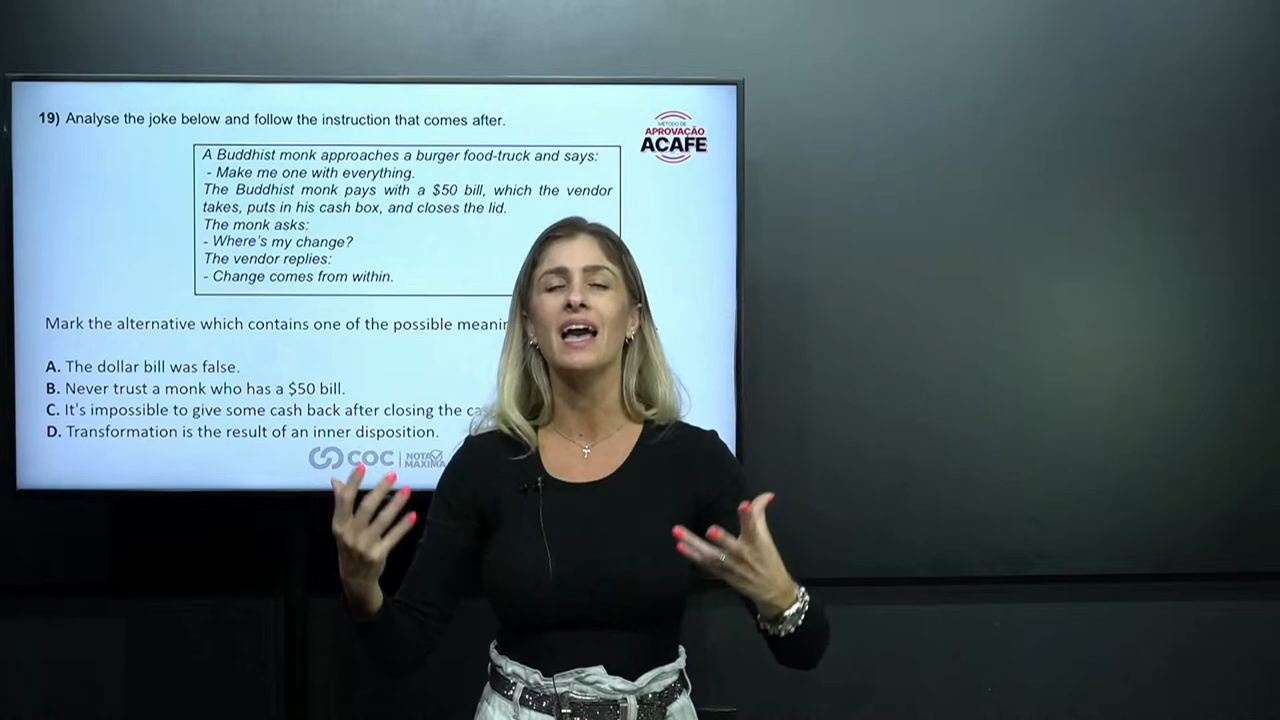 19) Analyse the joke below and follow the instruction that comes after.
MÉTODO DE
APROVAÇÃO
ACAFE
A Buddhist monk approaches a burger food-truck and says:
- Make me one with everything.
The Buddhist monk pays with a $50 bill, which the vendor
takes, puts in his cash box, and closes the lid.
The monk asks:
- Where's my change?
The vendor replies:
- Change comes from within.
Mark the alternative which contains one of the possible
A. The dollar bill was false.
B. Never trust a monk who has a $50 bill.
C. It's impossible to give some cash back after closing the
D. Transformation is the result of an inner disposition.
COC | NOTA
MÁXIMA